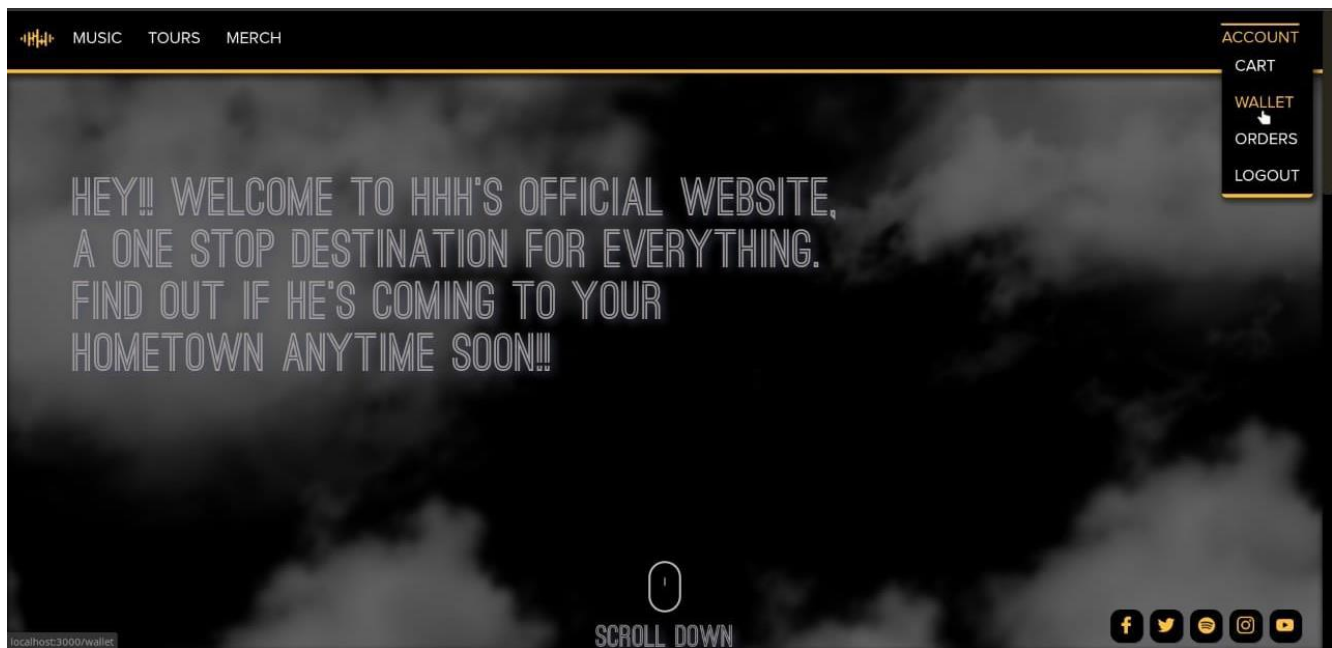 MUSIC TOURS MERCH
ACCOUNT
CART
WALLET
ORDERS
LOGOUT
HEY!! WELCOME TO HHH'S OFFICIAL WEBSITE,
A ONE STOP DESTINATION FOR EVERYTHING.
FIND OUT IF HE'S COMING TO YOUR
HOMETOWN ANYTIME SOON!!
SCROLL DOWN
localhost:3000/wallet